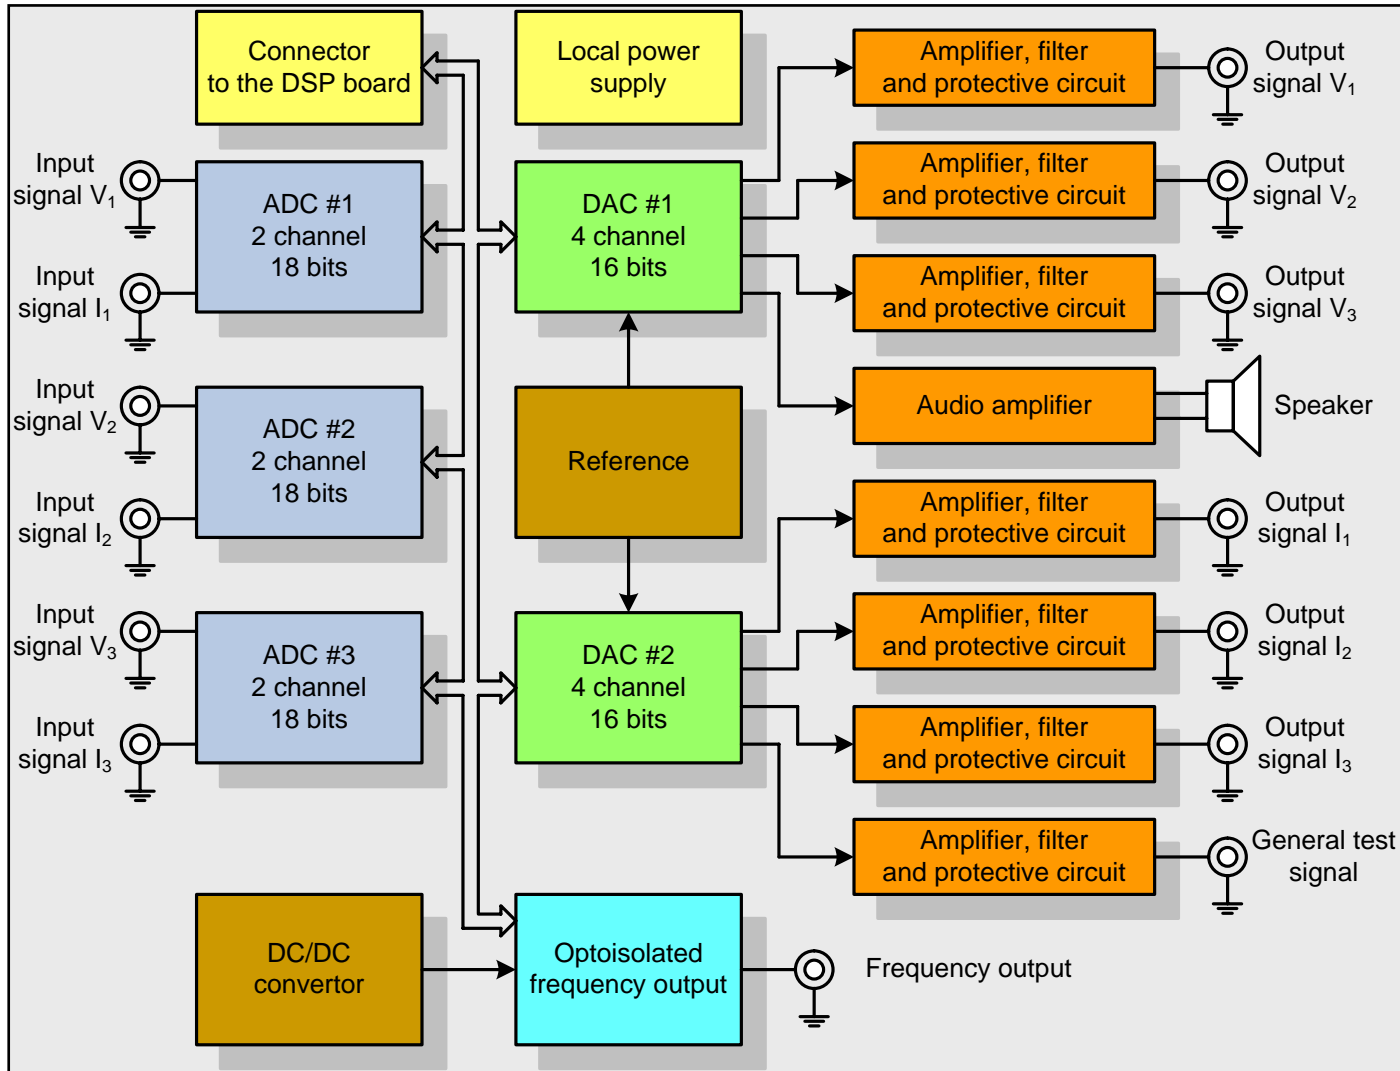 Connector
to the DSP board
Local power
supply
Amplifier, filter
and protective circuit
Output
signal V₁
Input
signal V₁
ADC #1
2 channel
18 bits
DAC #1
4 channel
16 bits
Amplifier, filter
and protective circuit
Output
signal V₂
Input
signal I₁
Amplifier, filter
and protective circuit
Output
signal V₃
Input
signal V₂
ADC #2
2 channel
18 bits
Reference
Audio amplifier
Speaker
Input
signal I₂
Amplifier, filter
and protective circuit
Output
signal I₁
Input
signal V₃
ADC #3
2 channel
18 bits
DAC #2
4 channel
16 bits
Amplifier, filter
and protective circuit
Output
signal I₂
Input
signal I₃
Amplifier, filter
and protective circuit
Output
signal I₃
Amplifier, filter
and protective circuit
General test
signal
DC/DC
convertor
Optoisolated
frequency output
Frequency output